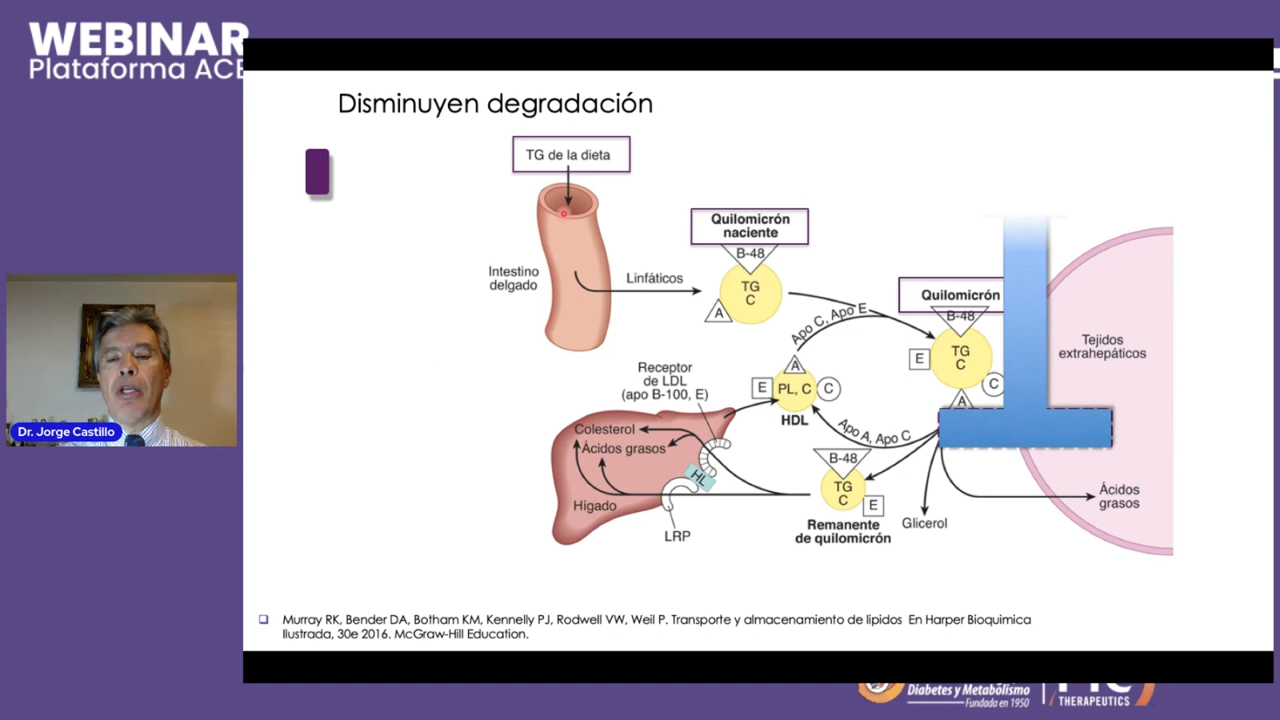 WEBINAR
Plataforma
Disminuyen degradación
TG de la dieta
Quilomicrón
naciente
B-48
TG
C
A
Intestino
delgado
Linfáticos
Quilomicrón
B-48
TG
C
E
C
A
Apo C, Apo E
Tejidos
extrahepáticos
Receptor
de LDL
(apo B-100, E)
A
E
PL, C
C
HDL
Apo A, Apo C
Colesterol
Ácidos grasos
HL
Hígado
LRP
B-48
TG
C
E
Remanente
de quilomicrón
Glicerol
Ácidos
grasos
Dr. Jorge Castillo
Murray RK, Bender DA, Botham KM, Kennelly PJ, Rodwell VW, Weil P. Transporte y almacenamiento de lipidos En Harper Bioquimica
Ilustrada, 30e 2016. McGraw-Hill Education.
Diabetes y Metabolismo
Fundada en 1950
THERAPEUTICS